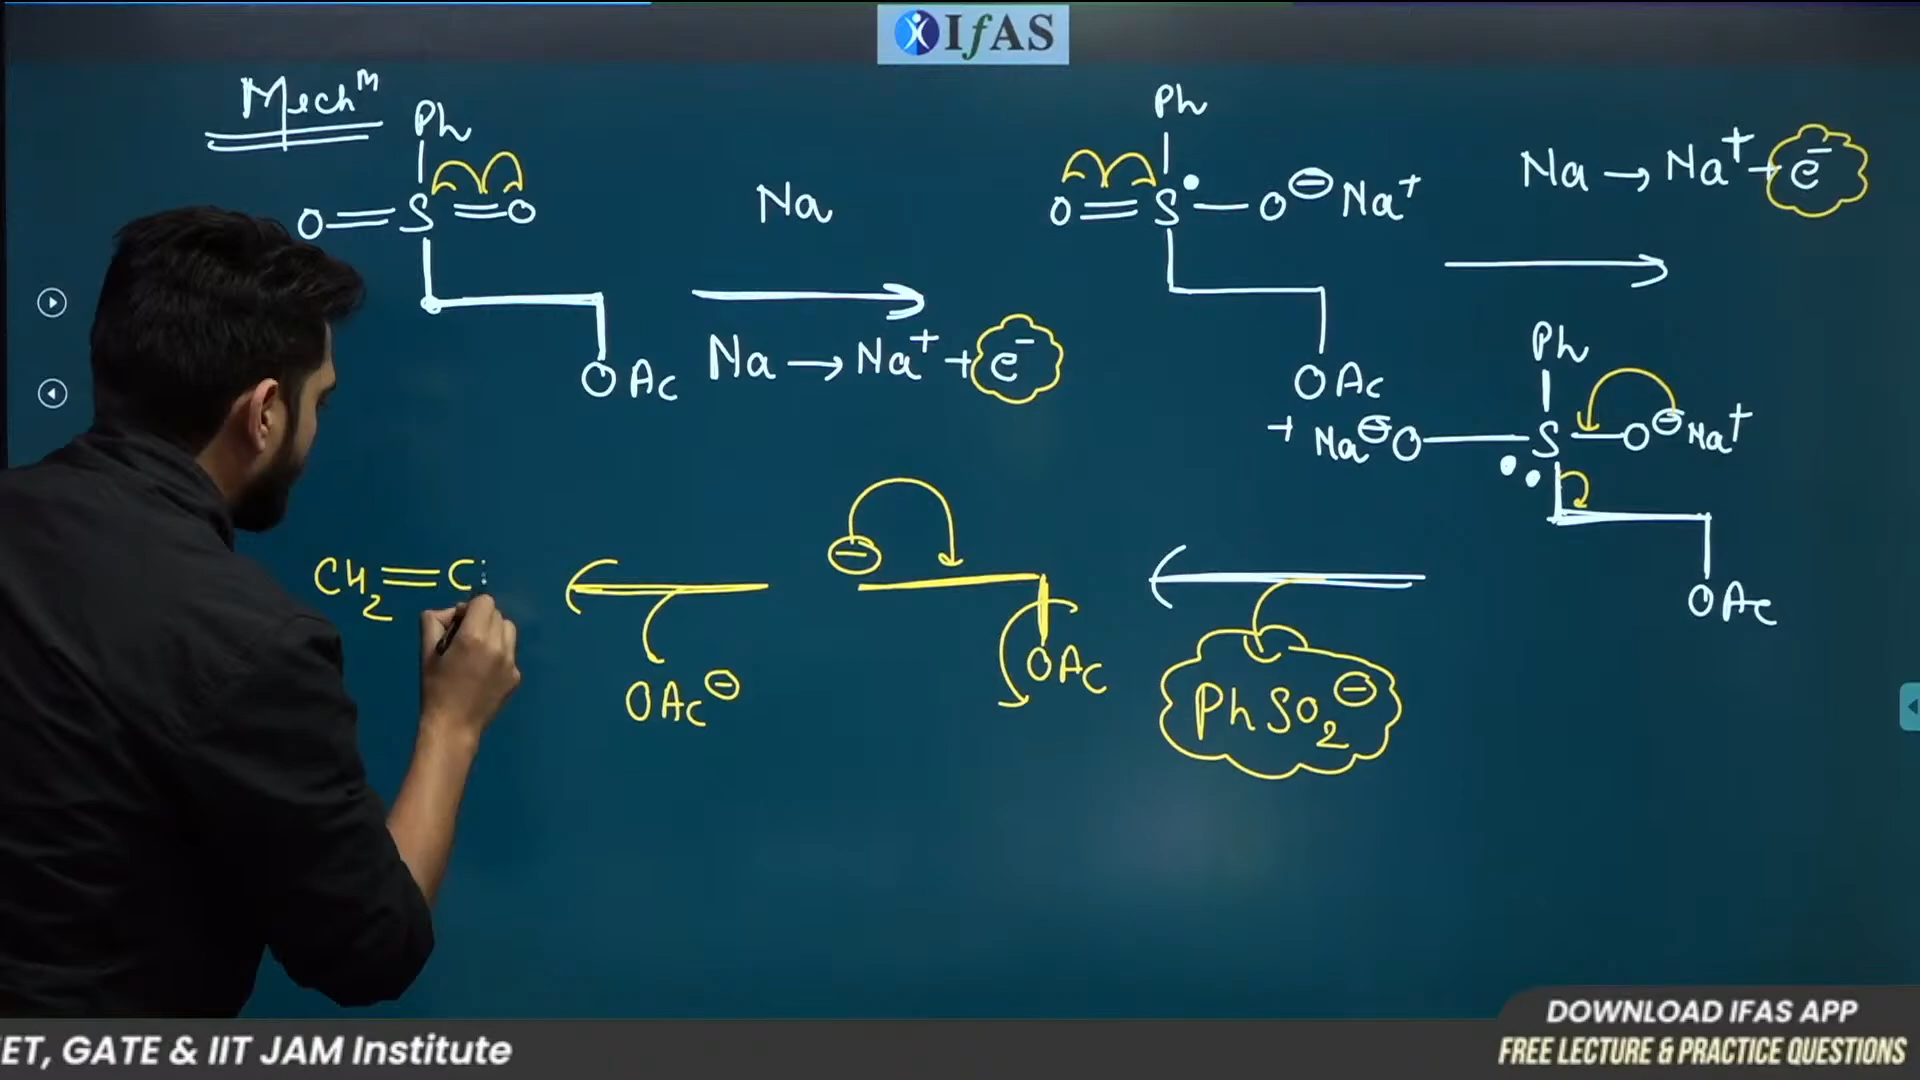 IfAS
Mechᵐ
Ph
O=S=O
OAc
Na
Na → Na⁺ + e⁻
Ph
O=S•—O⊖Na⁺
OAc
Na → Na⁺ + e⁻
Ph
+Na⊖O—S—O⊖Na⁺
••
OAc
PhSO₂⊖
⊖
OAc
OAc⊖
CH₂=C
ET, GATE & IIT JAM Institute
DOWNLOAD IFAS APP
FREE LECTURE & PRACTICE QUESTIONS